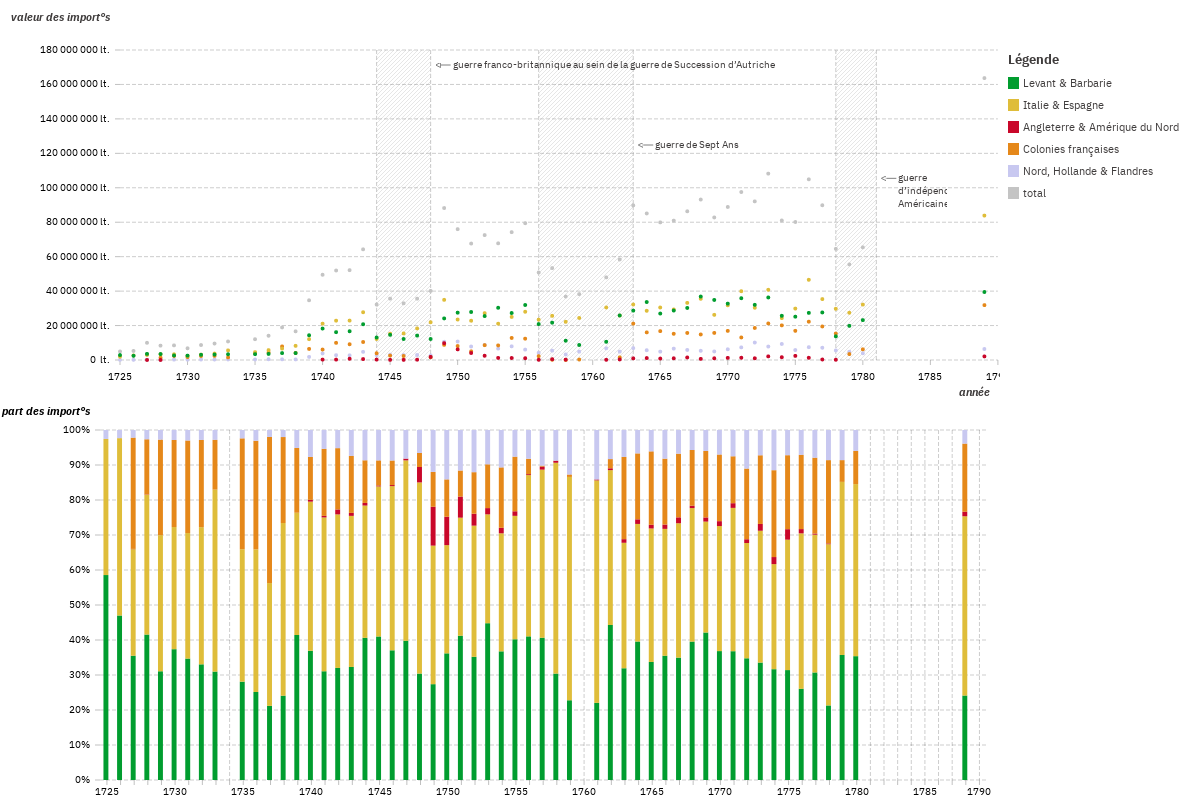 valeur des importºs
180 000 000 lt.
160 000 000 lt.
140 000 000 lt.
120 000 000 lt.
100 000 000 lt.
80 000 000 lt.
60 000 000 lt.
40 000 000 lt.
20 000 000 lt.
0 lt.
guerre franco-britannique au sein de la guerre de Succession d'Autriche
guerre de Sept Ans
guerre
d'indépenc
Américaine
1725 1730 1735 1740 1745 1750 1755 1760 1765 1770 1775 1780 1785
année
Légende
Levant & Barbarie
Italie & Espagne
Angleterre & Amérique du Nord
Colonies françaises
Nord, Hollande & Flandres
total
part des importºs
100%
90%
80%
70%
60%
50%
40%
30%
20%
10%
0%
1725 1730 1735 1740 1745 1750 1755 1760 1765 1770 1775 1780 1785 1790